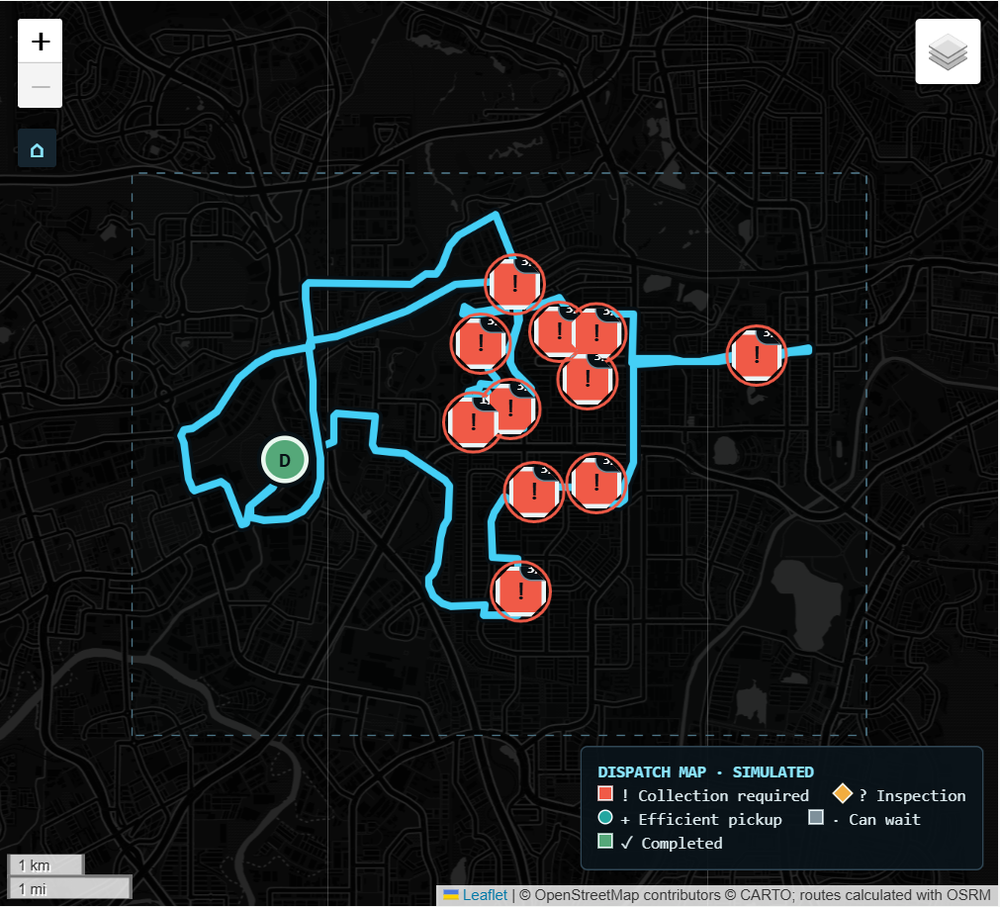 +
−
!
!
!
!
!
!
!
!
!
!
!
D
DISPATCH MAP · SIMULATED
! Collection required ? Inspection
+ Efficient pickup · Can wait
✓ Completed
1 km
1 mi
Leaflet | © OpenStreetMap contributors © CARTO; routes calculated with OSRM